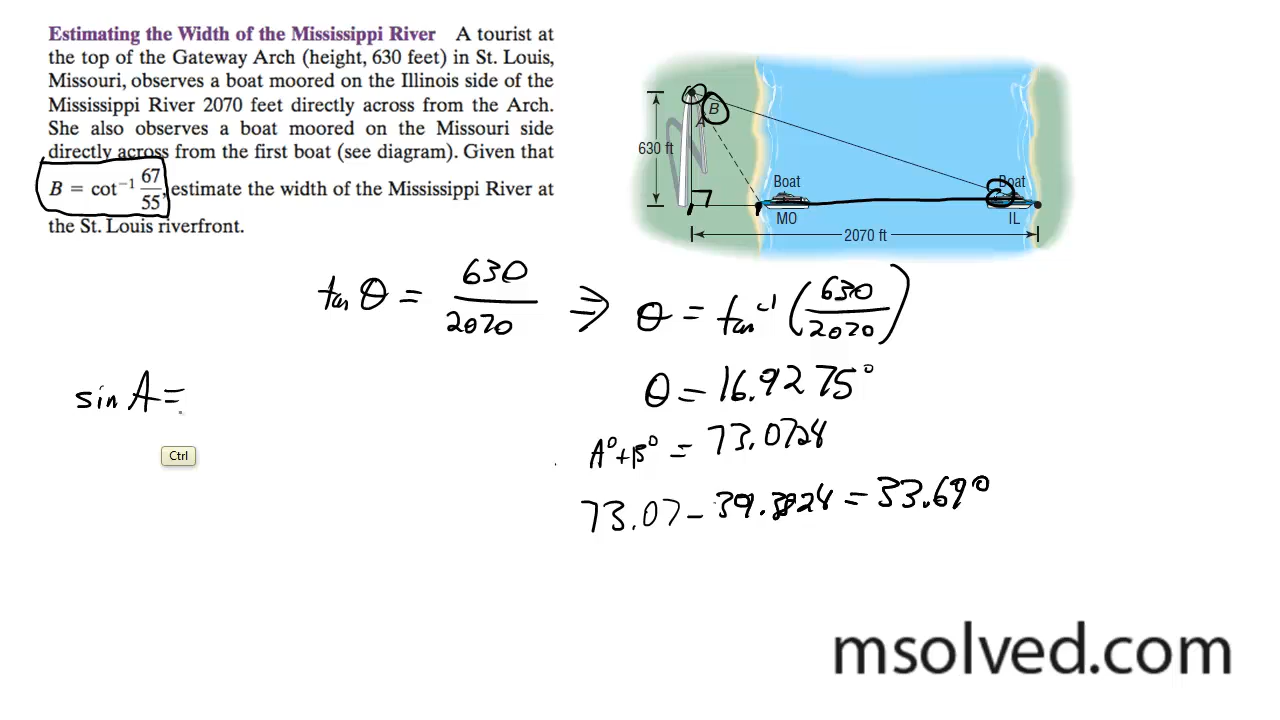 Estimating the Width of the Mississippi River A tourist at
the top of the Gateway Arch (height, 630 feet) in St. Louis,
Missouri, observes a boat moored on the Illinois side of the
Mississippi River 2070 feet directly across from the Arch.
She also observes a boat moored on the Missouri side
directly across from the first boat (see diagram). Given that
B = cot⁻¹ 67/55, estimate the width of the Mississippi River at
the St. Louis riverfront.
B
A
630 ft
Boat
Boat
MO
IL
2070 ft
tan θ = 630/2070 ⇒ θ = tan⁻¹ (630/2070)
θ = 16.9275°
sin A =
A° + B° = 73.0724
Ctrl
73.07 - 39.3824 = 33.69°
msolved.com